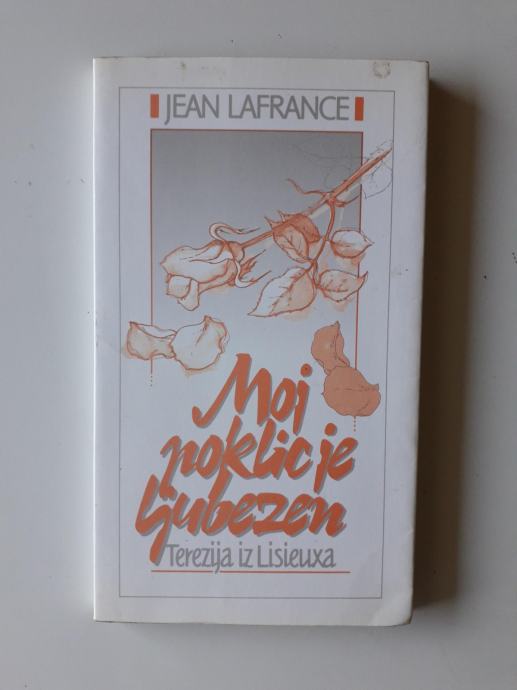 JEAN LAFRANCE
Moj
poklic je
ljubezen
Terezija iz Lisieuxa